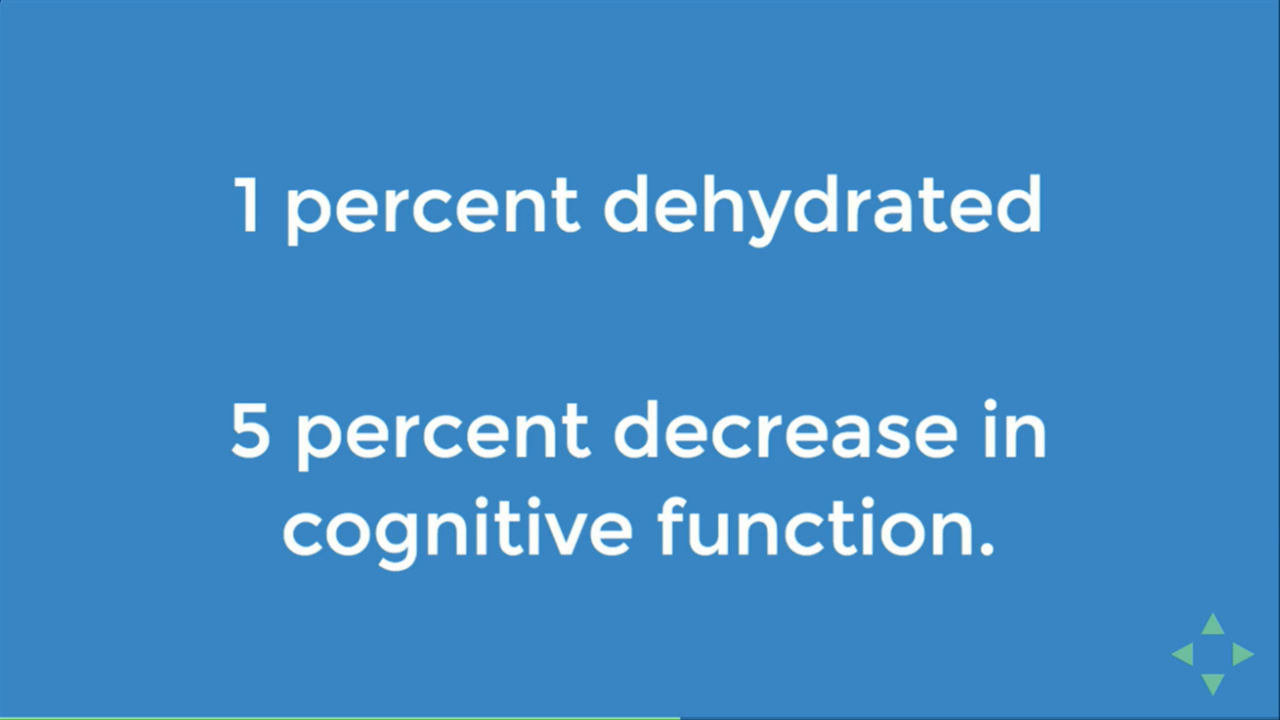 1 percent dehydrated
5 percent decrease in
cognitive function.